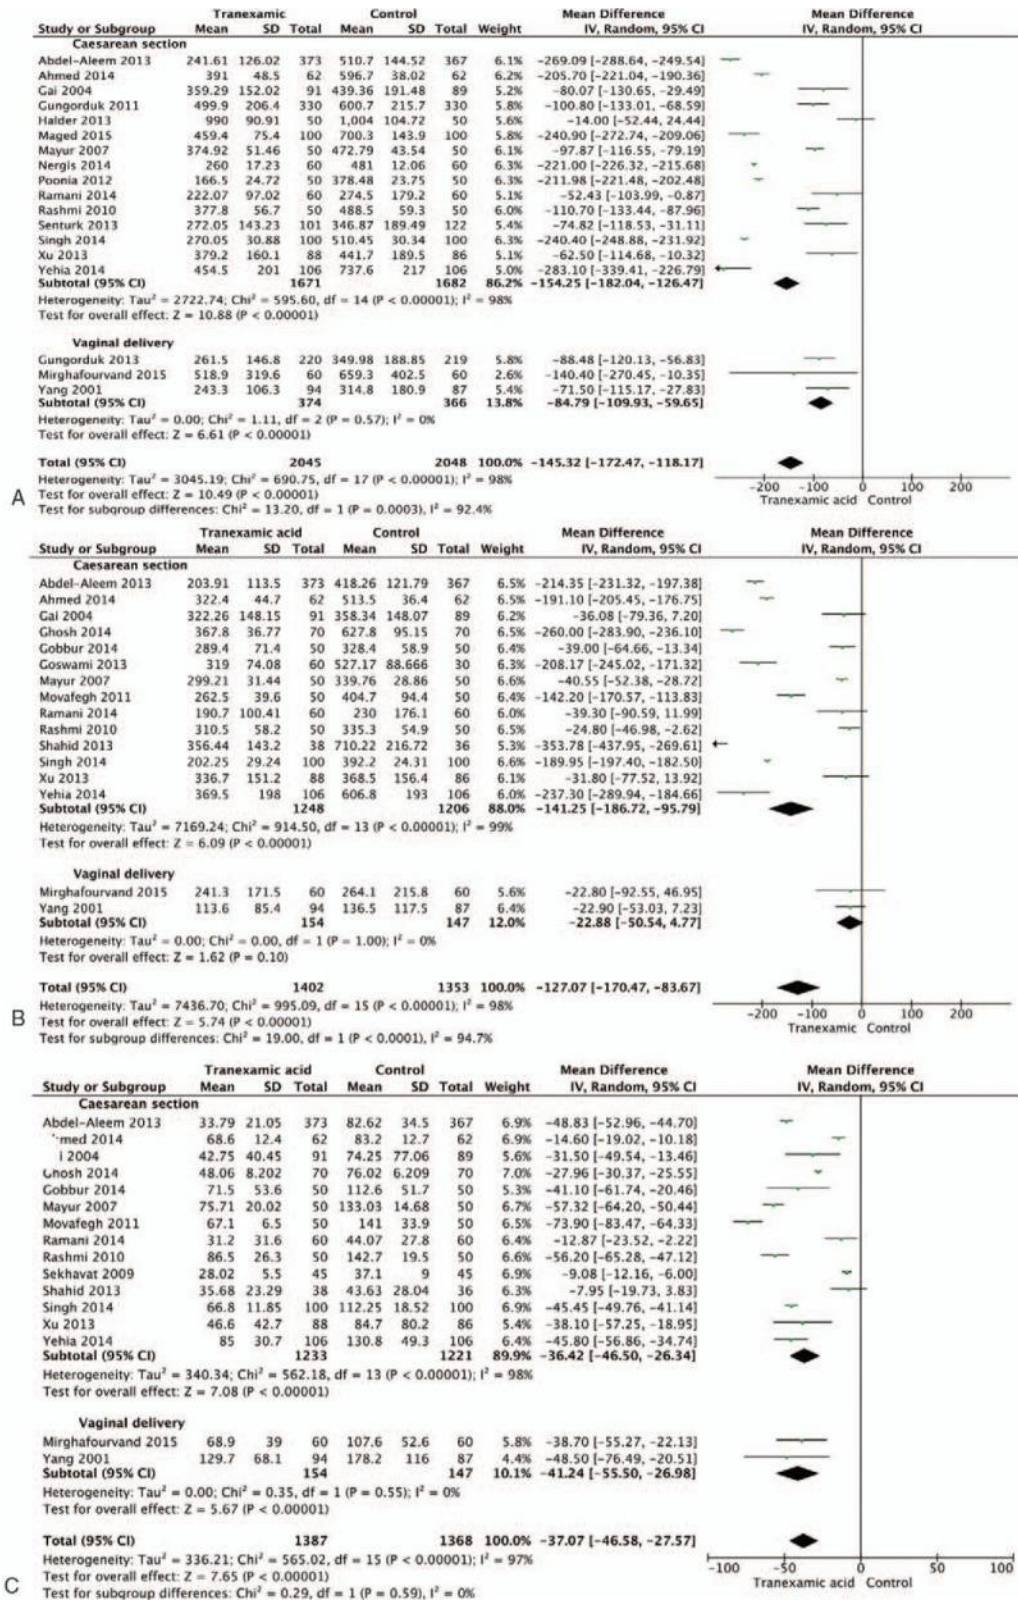 Tranexamic Control Mean Difference Mean Difference
Study or Subgroup Mean SD Total Mean SD Total Weight IV, Random, 95% CI IV, Random, 95% CI
Caesarean section
Abdel-Aleem 2013 241.61 126.02 373 510.7 144.52 367 6.1% -269.09 [-288.64, -249.54]
Ahmed 2014 391 48.5 62 596.7 38.02 62 6.1% -205.70 [-221.04, -190.36]
Gai 2004 359.29 152.02 91 439.36 191.48 89 5.2% -80.07 [-130.65, -29.49]
Gungorduk 2011 499.9 206.4 330 600.7 215.7 330 5.8% -100.80 [-133.01, -68.59]
Halder 2013 990 90.91 50 1,004 104.72 50 5.6% -14.00 [-52.44, 24.44]
Maged 2015 459.4 75.4 100 700.3 143.9 100 5.8% -240.90 [-272.74, -209.06]
Mayur 2007 374.92 51.46 50 472.79 43.54 50 6.1% -97.87 [-116.55, -79.19]
Nergis 2014 260 17.23 60 481 12.06 60 6.2% -221.00 [-226.32, -215.68]
Poonia 2012 166.5 24.72 50 378.48 23.75 50 6.2% -211.98 [-221.48, -202.48]
Ramani 2014 222.07 97.02 60 274.5 179.2 60 5.1% -52.43 [-103.99, -0.87]
Rashmi 2010 377.8 56.7 50 488.5 59.3 50 6.0% -110.70 [-133.44, -87.96]
Senturk 2013 272.05 143.23 101 346.87 189.49 122 5.4% -74.82 [-118.53, -31.11]
Singh 2014 270.05 30.88 100 510.45 30.34 100 6.2% -240.40 [-248.88, -231.92]
Xu 2013 379.2 160.1 88 441.7 189.5 86 5.1% -62.50 [-114.68, -10.32]
Yehia 2014 454.5 201 106 737.6 217 106 5.0% -283.10 [-339.41, -226.79]
Subtotal (95% CI) 1671 1682 86.2% -154.25 [-182.04, -126.47]
Heterogeneity: Tau² = 2722.74; Chi² = 595.60, df = 14 (P < 0.00001); I² = 98%
Test for overall effect: Z = 10.88 (P < 0.00001)
Vaginal delivery
Gungorduk 2013 261.5 146.8 220 349.98 188.85 219 5.8% -88.48 [-120.13, -56.83]
Mirghafourvand 2015 518.9 319.6 60 659.3 402.5 60 2.6% -140.40 [-270.45, -10.35]
Yang 2001 243.3 106.3 94 314.8 180.9 87 5.4% -71.50 [-115.17, -27.83]
Subtotal (95% CI) 374 366 13.8% -84.79 [-109.93, -59.65]
Heterogeneity: Tau² = 0.00; Chi² = 1.11, df = 2 (P = 0.57); I² = 0%
Test for overall effect: Z = 6.61 (P < 0.00001)
Total (95% CI) 2045 2048 100.0% -145.32 [-172.47, -118.17]
Heterogeneity: Tau² = 3045.19; Chi² = 690.75, df = 17 (P < 0.00001); I² = 98%
Test for overall effect: Z = 10.49 (P < 0.00001)
Test for subgroup differences: Chi² = 13.20, df = 1 (P = 0.0003), I² = 92.4%
-200 -100 0 100 200
Tranexamic acid Control
A
Tranexamic acid Control Mean Difference Mean Difference
Study or Subgroup Mean SD Total Mean SD Total Weight IV, Random, 95% CI IV, Random, 95% CI
Caesarean section
Abdel-Aleem 2013 203.91 113.5 373 418.26 121.79 367 6.5% -214.35 [-231.32, -197.38]
Ahmed 2014 322.4 44.7 62 513.5 36.4 62 6.5% -191.10 [-205.45, -176.75]
Gai 2004 322.26 148.15 91 358.34 148.07 89 6.2% -36.08 [-79.36, 7.20]
Ghosh 2014 367.8 36.77 70 627.8 95.15 70 6.5% -260.00 [-283.90, -236.10]
Gobbur 2014 289.4 71.4 50 328.4 58.9 50 6.4% -39.00 [-64.66, -13.34]
Goswami 2013 319 74.08 60 527.17 88.666 30 6.3% -208.17 [-245.02, -171.32]
Mayur 2007 299.21 31.44 50 339.76 28.86 50 6.5% -40.55 [-52.38, -28.72]
Movafegh 2011 262.5 39.6 50 404.7 94.4 50 6.4% -142.20 [-170.57, -113.83]
Ramani 2014 190.7 100.41 60 230 176.1 60 6.0% -39.30 [-90.59, 11.99]
Rashmi 2010 310.5 58.2 50 335.3 54.9 50 6.5% -24.80 [-46.98, -2.62]
Shahid 2013 356.44 143.2 38 710.22 216.72 36 5.3% -353.78 [-437.95, -269.61]
Singh 2014 202.25 29.24 100 392.2 24.31 100 6.6% -189.95 [-197.40, -182.50]
Xu 2013 336.7 151.2 88 368.5 156.4 86 6.1% -31.80 [-77.52, 13.92]
Yehia 2014 369.5 198 106 606.8 193 106 6.0% -237.30 [-289.94, -184.66]
Subtotal (95% CI) 1248 1206 88.0% -141.25 [-186.72, -95.79]
Heterogeneity: Tau² = 7169.24; Chi² = 914.50, df = 13 (P < 0.00001); I² = 99%
Test for overall effect: Z = 6.09 (P < 0.00001)
Vaginal delivery
Mirghafourvand 2015 241.3 171.5 60 264.1 215.8 60 5.6% -22.80 [-92.55, 46.95]
Yang 2001 113.6 85.4 94 136.5 117.5 87 6.4% -22.90 [-53.03, 7.23]
Subtotal (95% CI) 154 147 12.0% -22.88 [-50.54, 4.77]
Heterogeneity: Tau² = 0.00; Chi² = 0.00, df = 1 (P = 1.00); I² = 0%
Test for overall effect: Z = 1.62 (P = 0.10)
Total (95% CI) 1402 1353 100.0% -127.07 [-170.47, -83.67]
Heterogeneity: Tau² = 7436.70; Chi² = 995.09, df = 15 (P < 0.00001); I² = 98%
Test for overall effect: Z = 5.74 (P < 0.00001)
Test for subgroup differences: Chi² = 19.00, df = 1 (P < 0.0001), I² = 94.7%
-200 -100 0 100 200
Tranexamic Control
B
Tranexamic acid Control Mean Difference Mean Difference
Study or Subgroup Mean SD Total Mean SD Total Weight IV, Random, 95% CI IV, Random, 95% CI
Caesarean section
Abdel-Aleem 2013 33.79 21.05 373 82.62 34.5 367 6.9% -48.83 [-52.96, -44.70]
med 2014 68.6 12.4 62 83.2 12.7 62 6.9% -14.60 [-19.02, -10.18]
i 2004 42.75 40.45 91 74.25 77.06 89 5.6% -31.50 [-49.54, -13.46]
Ghosh 2014 48.06 8.202 70 76.02 6.209 70 7.0% -27.96 [-30.37, -25.55]
Gobbur 2014 71.5 53.6 50 112.6 51.7 50 5.3% -41.10 [-61.74, -20.46]
Mayur 2007 75.71 20.02 50 133.03 14.68 50 6.7% -57.32 [-64.20, -50.44]
Movafegh 2011 67.1 6.5 50 141 33.9 50 6.5% -73.90 [-83.47, -64.33]
Ramani 2014 31.2 31.6 60 44.07 27.8 60 6.4% -12.87 [-23.52, -2.22]
Rashmi 2010 86.5 26.3 50 142.7 19.5 50 6.6% -56.20 [-65.28, -47.12]
Sekhavat 2009 28.02 5.5 45 37.1 9 45 6.9% -9.08 [-12.16, -6.00]
Shahid 2013 35.68 23.29 38 43.63 28.04 36 6.3% -7.95 [-19.73, 3.83]
Singh 2014 66.8 11.85 100 112.25 18.52 100 6.9% -45.45 [-49.76, -41.14]
Xu 2013 46.6 42.7 88 84.7 80.2 86 5.5% -38.10 [-57.25, -18.95]
Yehia 2014 85 30.7 106 130.8 49.3 106 6.4% -45.80 [-56.86, -34.74]
Subtotal (95% CI) 1233 1221 89.9% -36.42 [-46.50, -26.34]
Heterogeneity: Tau² = 340.34; Chi² = 562.18, df = 13 (P < 0.00001); I² = 98%
Test for overall effect: Z = 7.08 (P < 0.00001)
Vaginal delivery
Mirghafourvand 2015 68.9 39 60 107.6 52.6 60 5.8% -38.70 [-55.27, -22.13]
Yang 2001 129.7 68.1 94 178.2 116 87 4.4% -48.50 [-76.49, -20.51]
Subtotal (95% CI) 154 147 10.1% -41.24 [-55.50, -26.98]
Heterogeneity: Tau² = 0.00; Chi² = 0.35, df = 1 (P = 0.55); I² = 0%
Test for overall effect: Z = 5.67 (P < 0.00001)
Total (95% CI) 1387 1368 100.0% -37.07 [-46.58, -27.57]
Heterogeneity: Tau² = 336.21; Chi² = 565.02, df = 15 (P < 0.00001); I² = 97%
Test for overall effect: Z = 7.65 (P < 0.00001)
Test for subgroup differences: Chi² = 0.29, df = 1 (P = 0.59), I² = 0%
-100 -50 0 50 100
Tranexamic acid Control
C